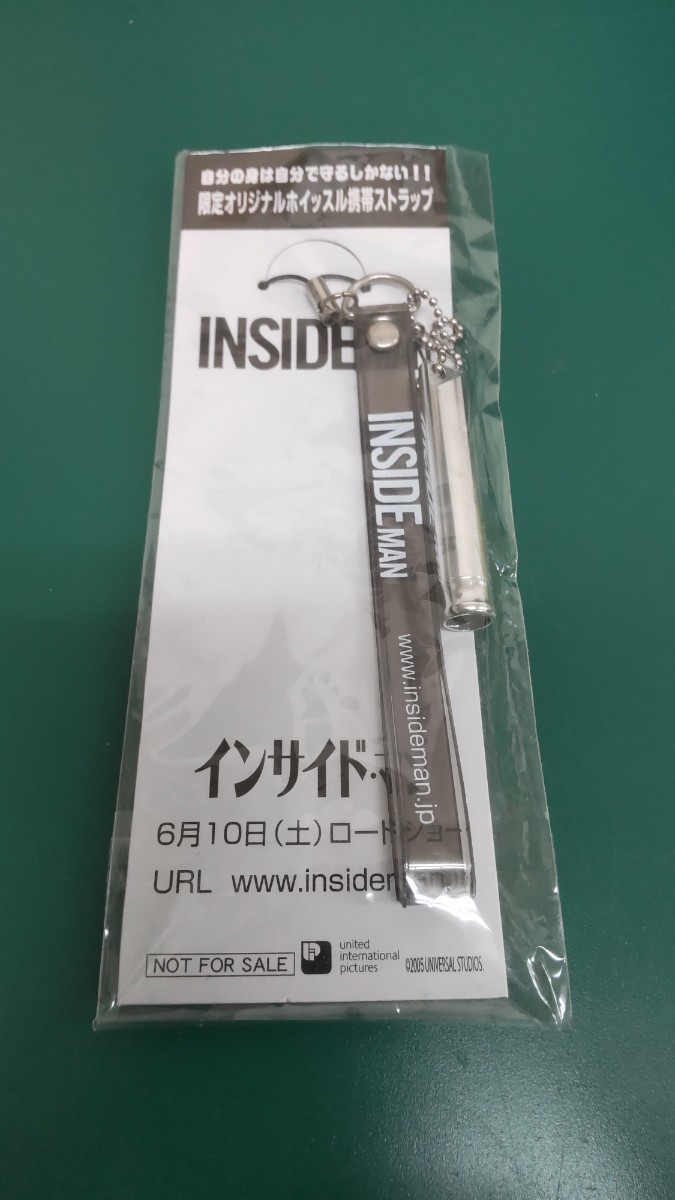 自分の身は自分で守るしかない!!
限定オリジナルホイッスル携帯ストラップ
INSIDE
INSIDE MAN
www.insideman.jp
インサイド・
6月10日(土)ロードショー
URL www.insideman.j
NOT FOR SALE
united
international
pictures
©2005 UNIVERSAL STUDIOS.